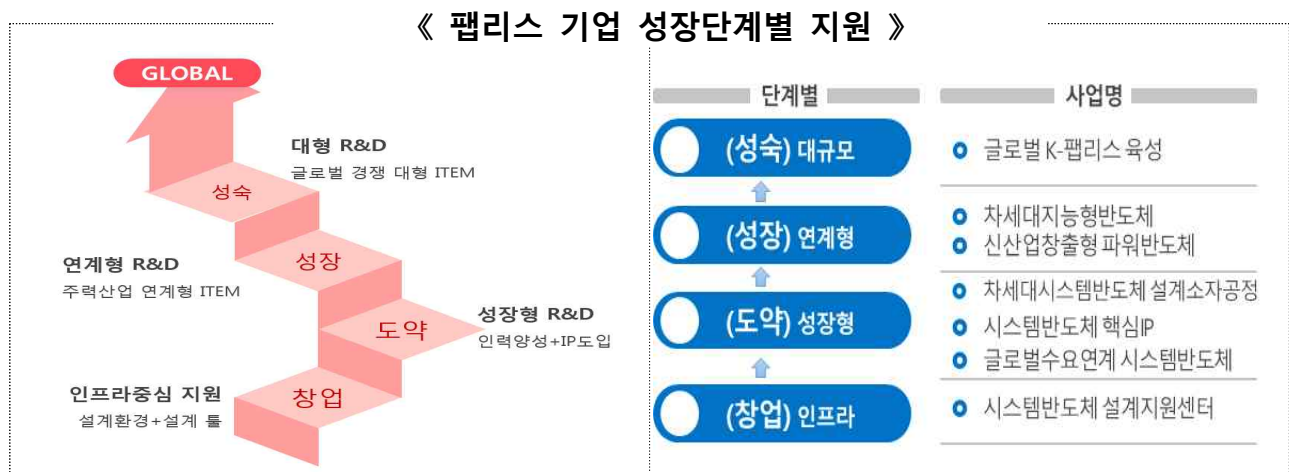 《 팹리스 기업 성장단계별 지원 》
GLOBAL
대형 R&D
글로벌 경쟁 대형 ITEM
성숙
연계형 R&D
주력산업 연계형 ITEM
성장
성장형 R&D
인력양성+IP도입
도약
인프라중심 지원
설계환경+설계 툴
창업
단계별
사업명
(성숙) 대규모
글로벌 K-팹리스 육성
(성장) 연계형
차세대지능형반도체
신산업창출형 파워반도체
(도약) 성장형
차세대시스템반도체 설계소자공정
시스템반도체 핵심IP
글로벌수요연계 시스템반도체
(창업) 인프라
시스템반도체 설계지원센터